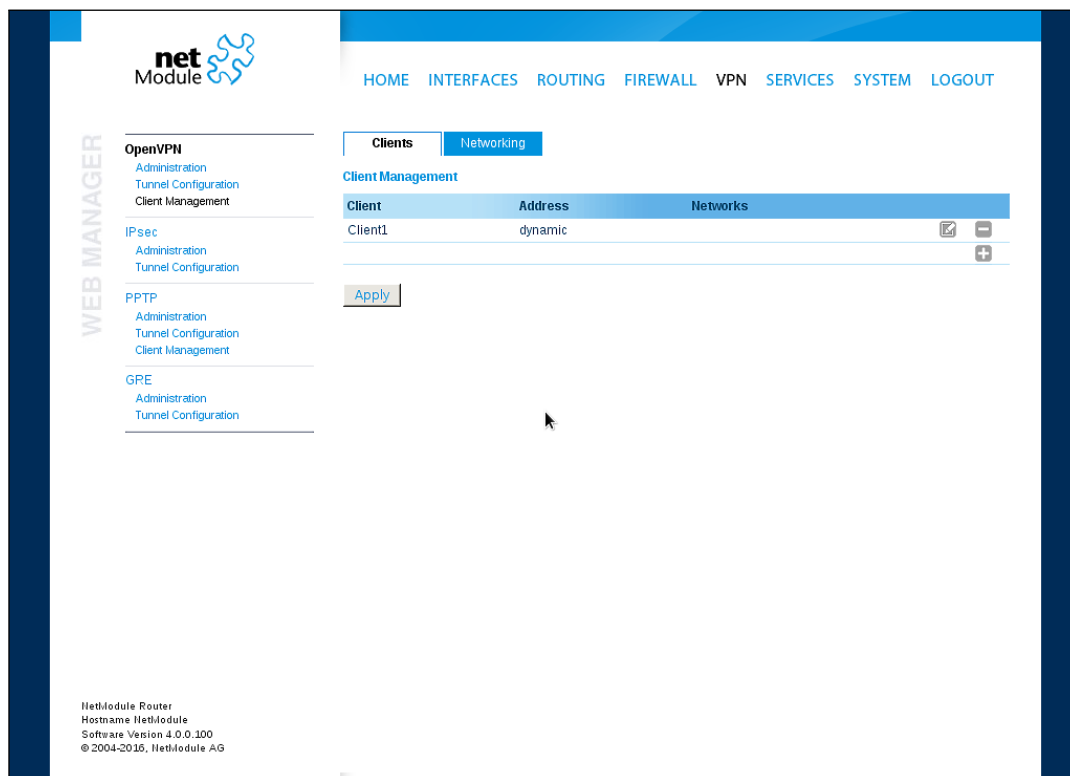 net
Module
HOME INTERFACES ROUTING FIREWALL VPN SERVICES SYSTEM LOGOUT
WEB MANAGER
OpenVPN
Administration
Tunnel Configuration
Client Management
IPsec
Administration
Tunnel Configuration
PPTP
Administration
Tunnel Configuration
Client Management
GRE
Administration
Tunnel Configuration
Clients Networking
Client Management
Client Address Networks
Client1 dynamic
Apply
NetModule Router
Hostname NetModule
Software Version 4.0.0.100
© 2004-2016, NetModule AG